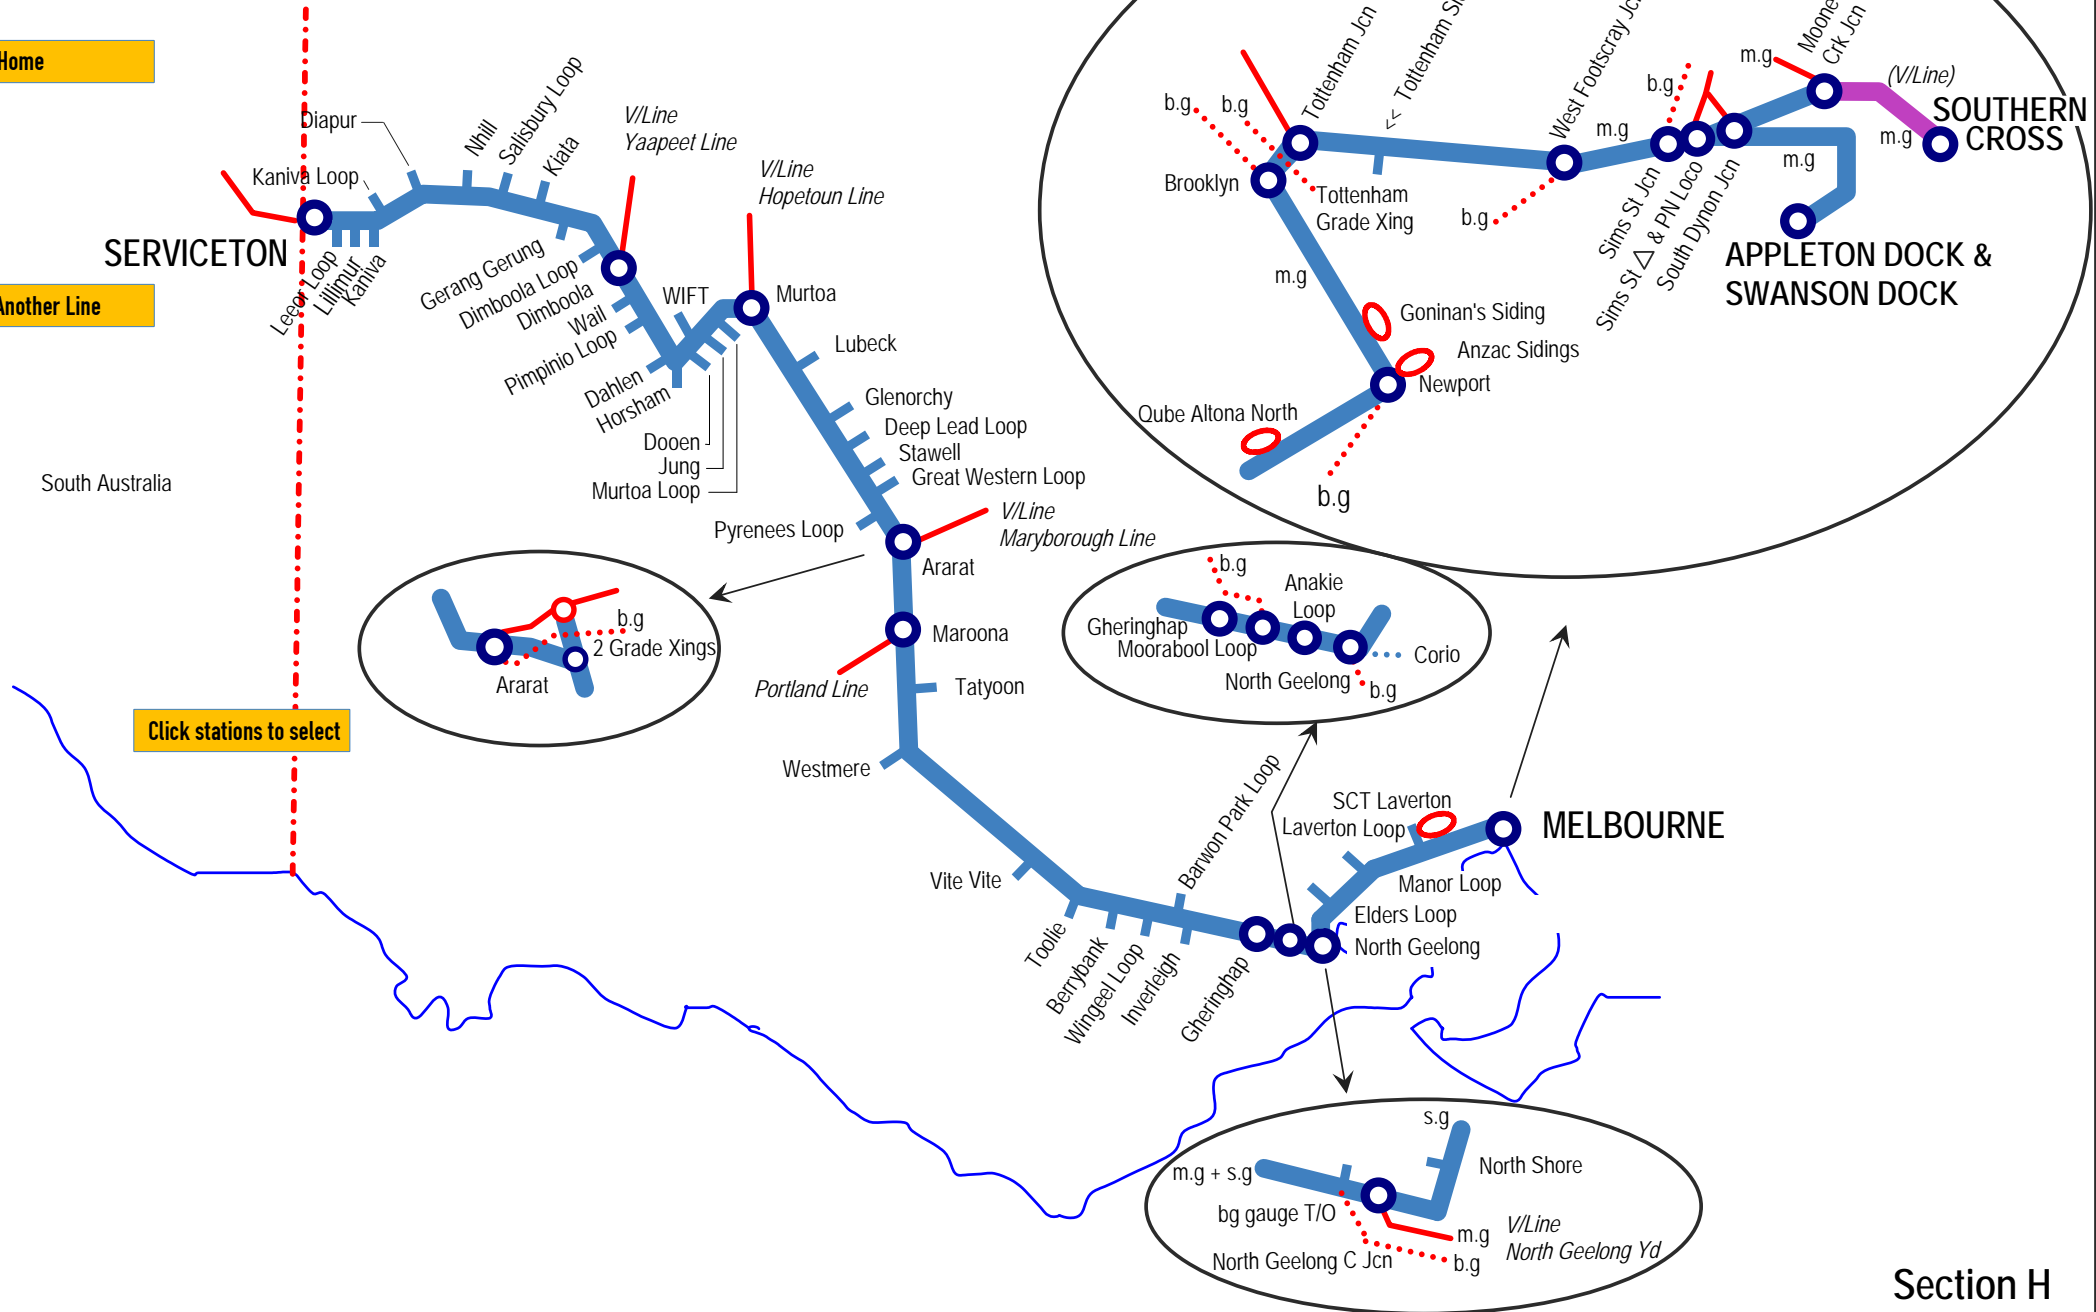 Home
Another Line
Click stations to select
South Australia
SERVICETON
Diapur
Kaniva Loop
Nhill
Salisbury Loop
Kiata
V/Line
Yaapeet Line
V/Line
Hopetoun Line
Leeor Loop
Lillimur
Kaniva
Gerang Gerung
Dimboola Loop
Dimboola
Wail
Pimpinio Loop
Dahlen
Horsham
WIFT
Murtoa
Dooen
Jung
Murtoa Loop
Lubeck
Glenorchy
Deep Lead Loop
Stawell
Great Western Loop
Pyrenees Loop
V/Line
Maryborough Line
Ararat
b.g
2 Grade Xings
Ararat
Maroona
Portland Line
Tatyoon
Westmere
Vite Vite
Toolie
Berrybank
Wingeel Loop
Inverleigh
Barwon Park Loop
Gheringhap
SCT Laverton
Laverton Loop
MELBOURNE
Manor Loop
Elders Loop
North Geelong
b.g
Anakie
Loop
Gheringhap
Moorabool Loop
Corio
North Geelong
b.g
Tottenham Jcn
<< Tottenham
West Footscray Jcn
Crk Jcn
m.g
(V/Line)
SOUTHERN
CROSS
m.g
b.g
b.g
b.g
m.g
m.g
Brooklyn
Tottenham
Grade Xing
b.g
Sims St Jcn
Sims St △ & PN Loco
South Dynon Jcn
APPLETON DOCK &
SWANSON DOCK
m.g
Goninan's Siding
Anzac Sidings
Newport
Qube Altona North
b.g
s.g
m.g + s.g
North Shore
bg gauge T/O
m.g
V/Line
North Geelong Yd
North Geelong C Jcn
b.g
Section H